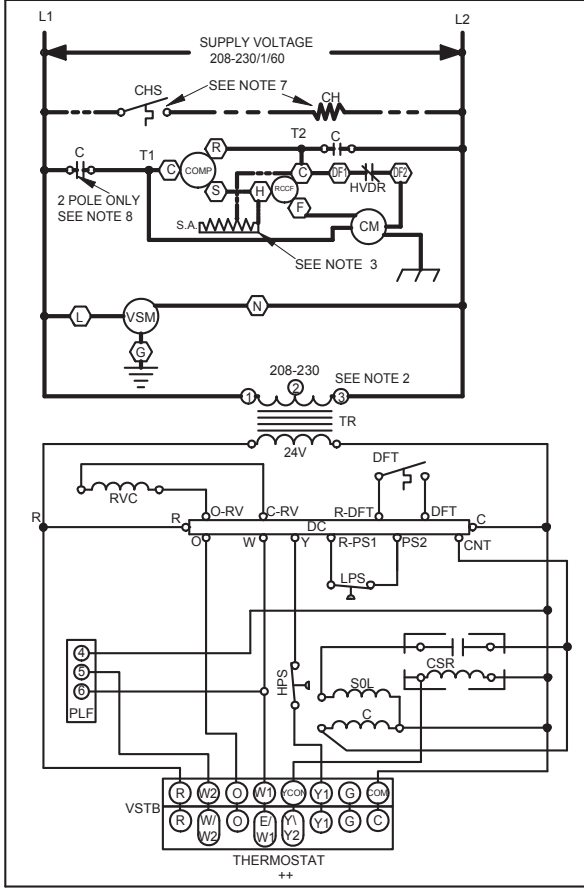 L1 L2
SUPPLY VOLTAGE
208-230/1/60
CHS SEE NOTE 7 CH
C T1 C COMP R T2 C
S H RCCF C DF1 HVDR DF2
2 POLE ONLY
SEE NOTE 8
S.A. F CM
SEE NOTE 3
L VSM N
G
208-230
1 2 3 SEE NOTE 2
TR
24V
RVC DFT
R R O-RV C-RV R-DFT DFT C
DC
O W Y R-PS1 PS2 CNT
LPS
4
5
6
PLF
HPS
CSR
S0L
C
R W2 O W1 YCON Y1 G COM
VSTB
R W/W2 O E/W1 Y\Y2 Y1 G C
THERMOSTAT
++